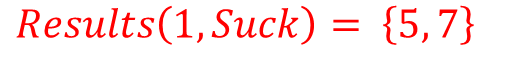 Results(1, Suck) = {5, 7}